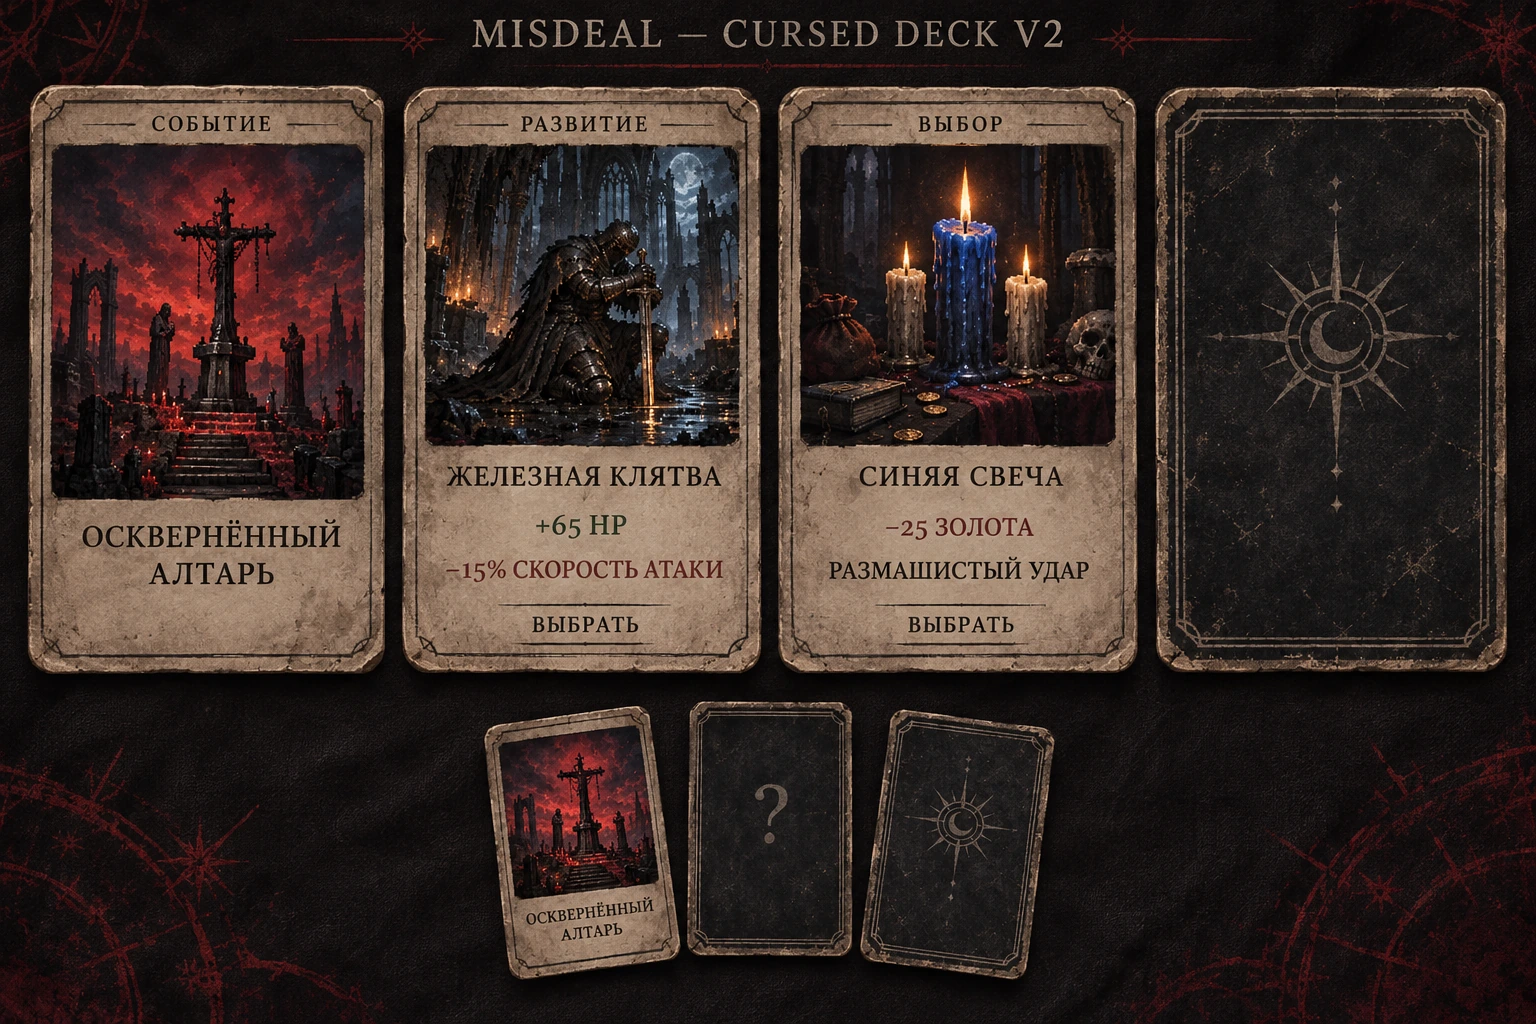 MISDEAL — CURSED DECK V2
СОБЫТИЕ
ОСКВЕРНЁННЫЙ
АЛТАРЬ
РАЗВИТИЕ
ЖЕЛЕЗНАЯ КЛЯТВА
+65 HP
−15% СКОРОСТЬ АТАКИ
ВЫБРАТЬ
ВЫБОР
СИНЯЯ СВЕЧА
−25 ЗОЛОТА
РАЗМАШИСТЫЙ УДАР
ВЫБРАТЬ
ОСКВЕРНЁННЫЙ
АЛТАРЬ
?